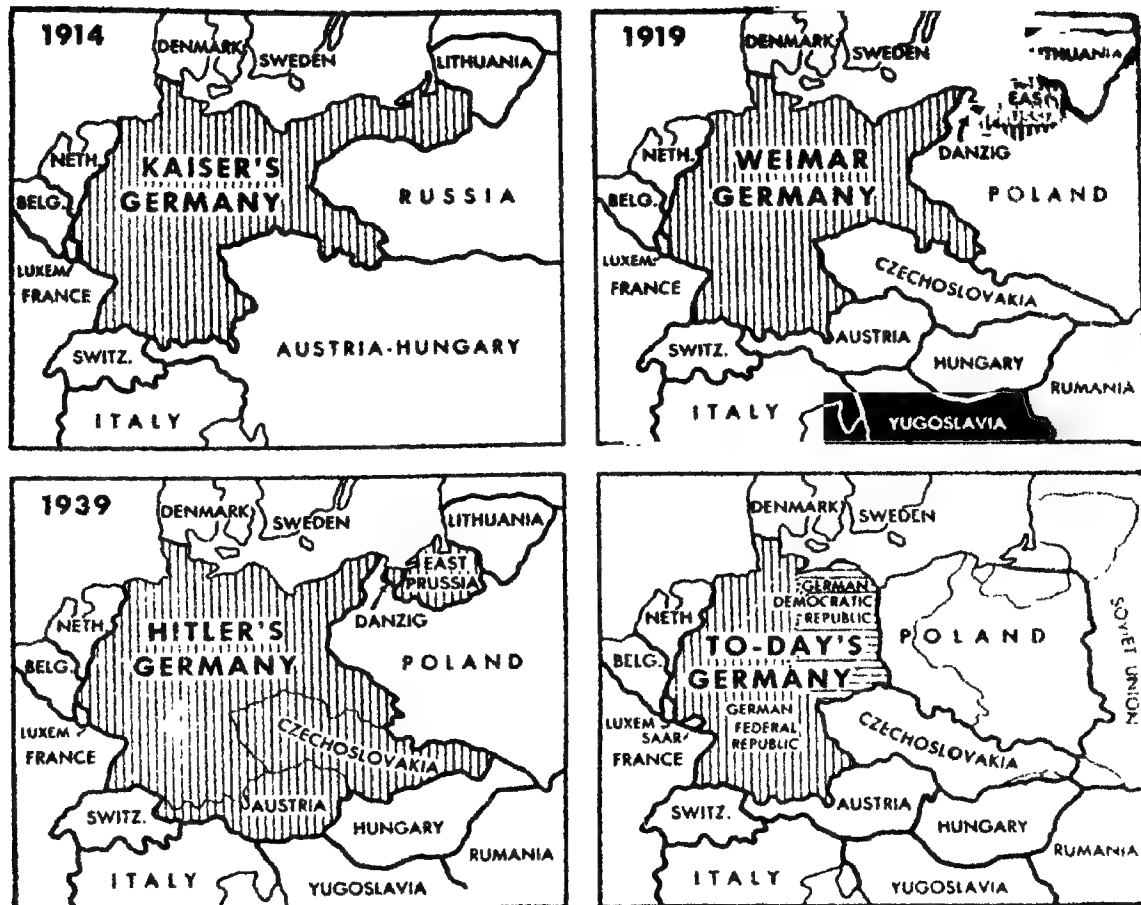 1914
DENMARK
SWEDEN
LITHUANIA
NETH.
BELG.
LUXEM.
FRANCE
KAISER'S
GERMANY
RUSSIA
SWITZ.
AUSTRIA-HUNGARY
ITALY
1919
DENMARK
SWEDEN
THUANIA
NETH.
BELG.
LUXEM.
FRANCE
WEIMAR
GERMANY
EAS
USS
DANZIG
POLAND
CZECHOSLOVAKIA
SWITZ.
AUSTRIA
HUNGARY
RUMANIA
ITALY
YUGOSLAVIA
1939
DENMARK
SWEDEN
LITHUANIA
NETH.
BELG.
LUXEM
FRANCE
HITLER'S
GERMANY
EAST
PRUSSIA
DANZIG
POLAND
CZECHOSLOVAKIA
SWITZ.
AUSTRIA
HUNGARY
RUMANIA
ITALY
YUGOSLAVIA
DENMARK
SWEDEN
NETH.
BELG.
LUXEM
SAAR
FRANCE
GERMAN
DEMOCRATIC
REPUBLIC
TO-DAY'S
GERMANY
GERMAN
FEDERAL
REPUBLIC
POLAND
SOVIET UNION
CZECHOSLOVAKIA
SWITZ.
AUSTRIA
HUNGARY
RUMANIA
ITALY
YUGOSLAVIA